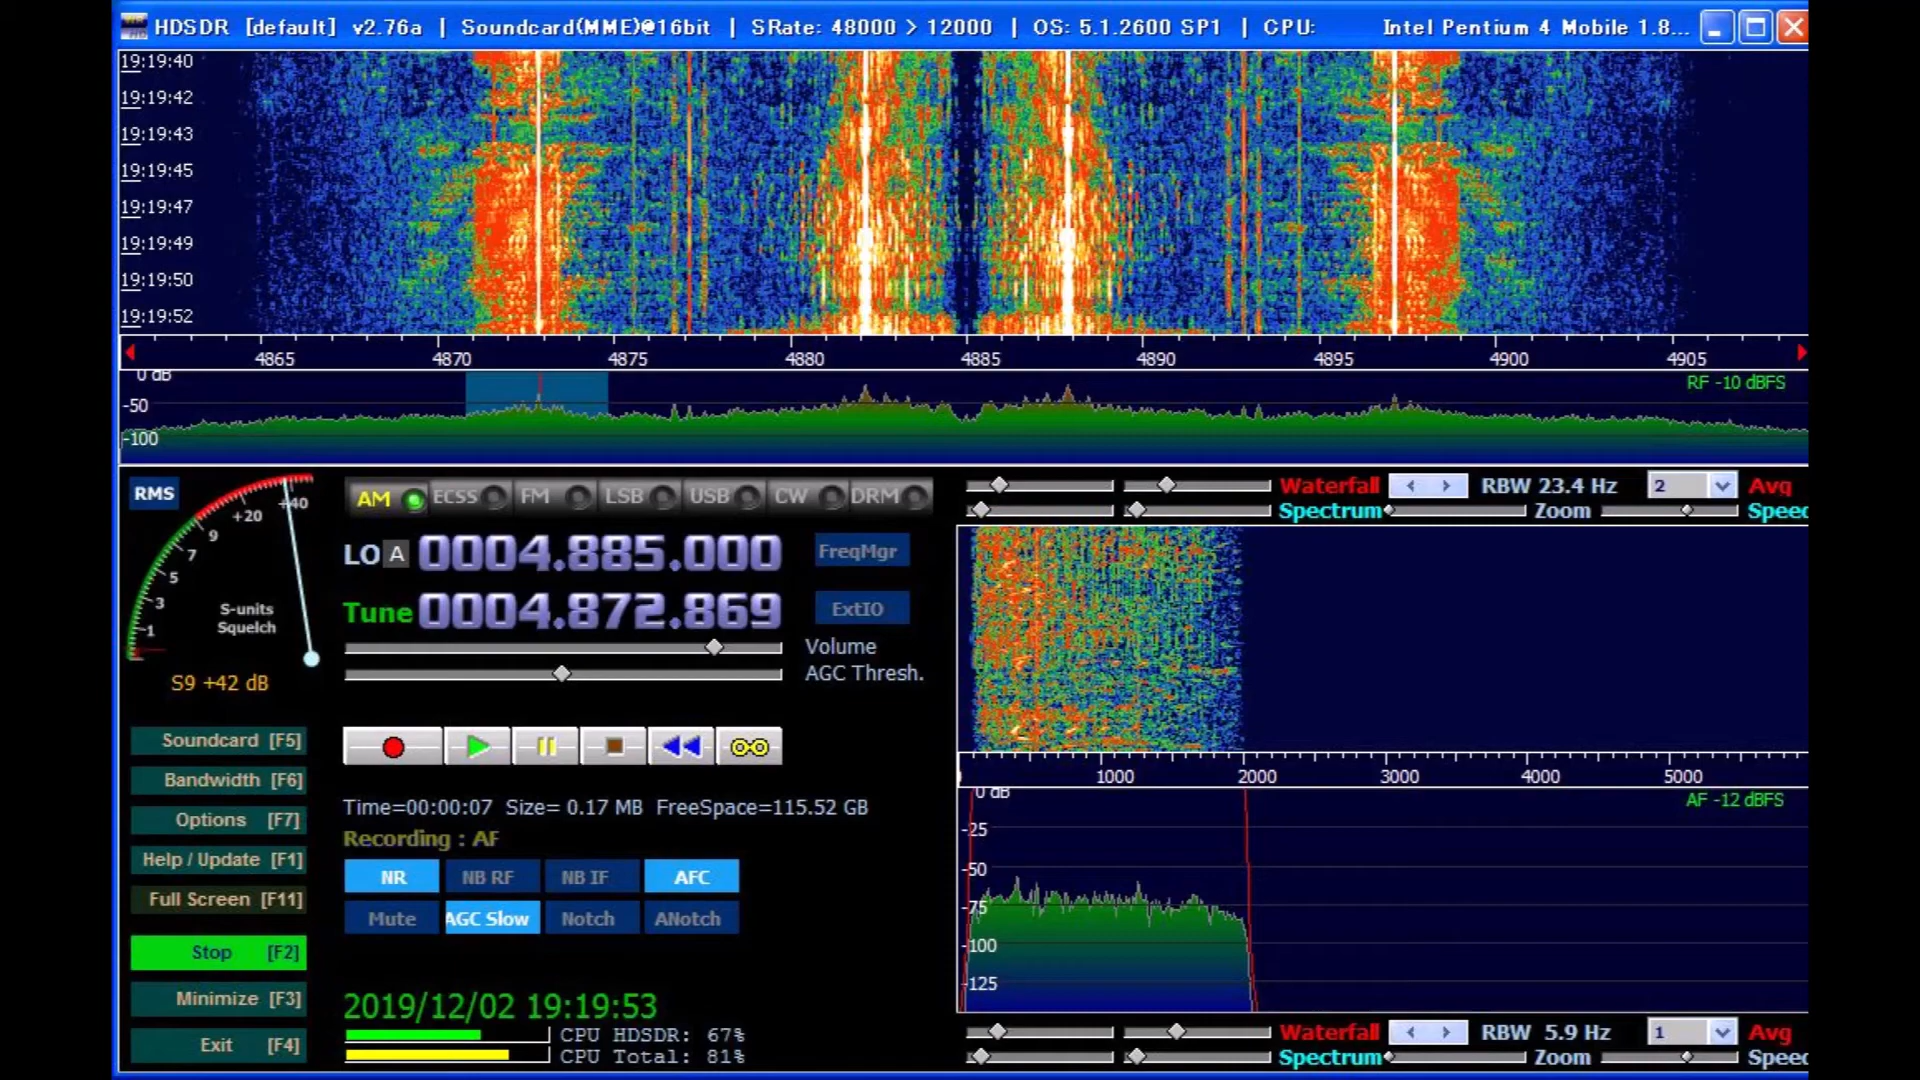 HDSDR [default] v2.76a | Soundcard(MME)@16bit | SRate: 48000 > 12000 | OS: 5.1.2600 SP1 | CPU: Intel Pentium 4 Mobile 1.8...
19:19:40
19:19:42
19:19:43
19:19:45
19:19:47
19:19:49
19:19:50
19:19:52
4865 4870 4875 4880 4885 4890 4895 4900 4905
0 dB
RF -10 dBFS
-50
-100
RMS
1 3 5 7 9 +20 +40
S-units
Squelch
S9 +42 dB
AM ECSS FM LSB USB CW DRM
LO A 0004.885.000
FreqMgr
Tune 0004.872.869
ExtIO
Volume
AGC Thresh.
Time=00:00:07 Size= 0.17 MB FreeSpace=115.52 GB
Recording : AF
NR NB RF NB IF AFC
Mute AGC Slow Notch ANotch
2019/12/02 19:19:53
CPU HDSDR: 67%
CPU Total: 81%
Soundcard [F5]
Bandwidth [F6]
Options [F7]
Help / Update [F1]
Full Screen [F11]
Stop [F2]
Minimize [F3]
Exit [F4]
Waterfall < > RBW 23.4 Hz 2 Avg
Spectrum Zoom Speed
1000 2000 3000 4000 5000
0 dB
AF -12 dBFS
-25
-50
-75
-100
-125
Waterfall < > RBW 5.9 Hz 1 Avg
Spectrum Zoom Speed